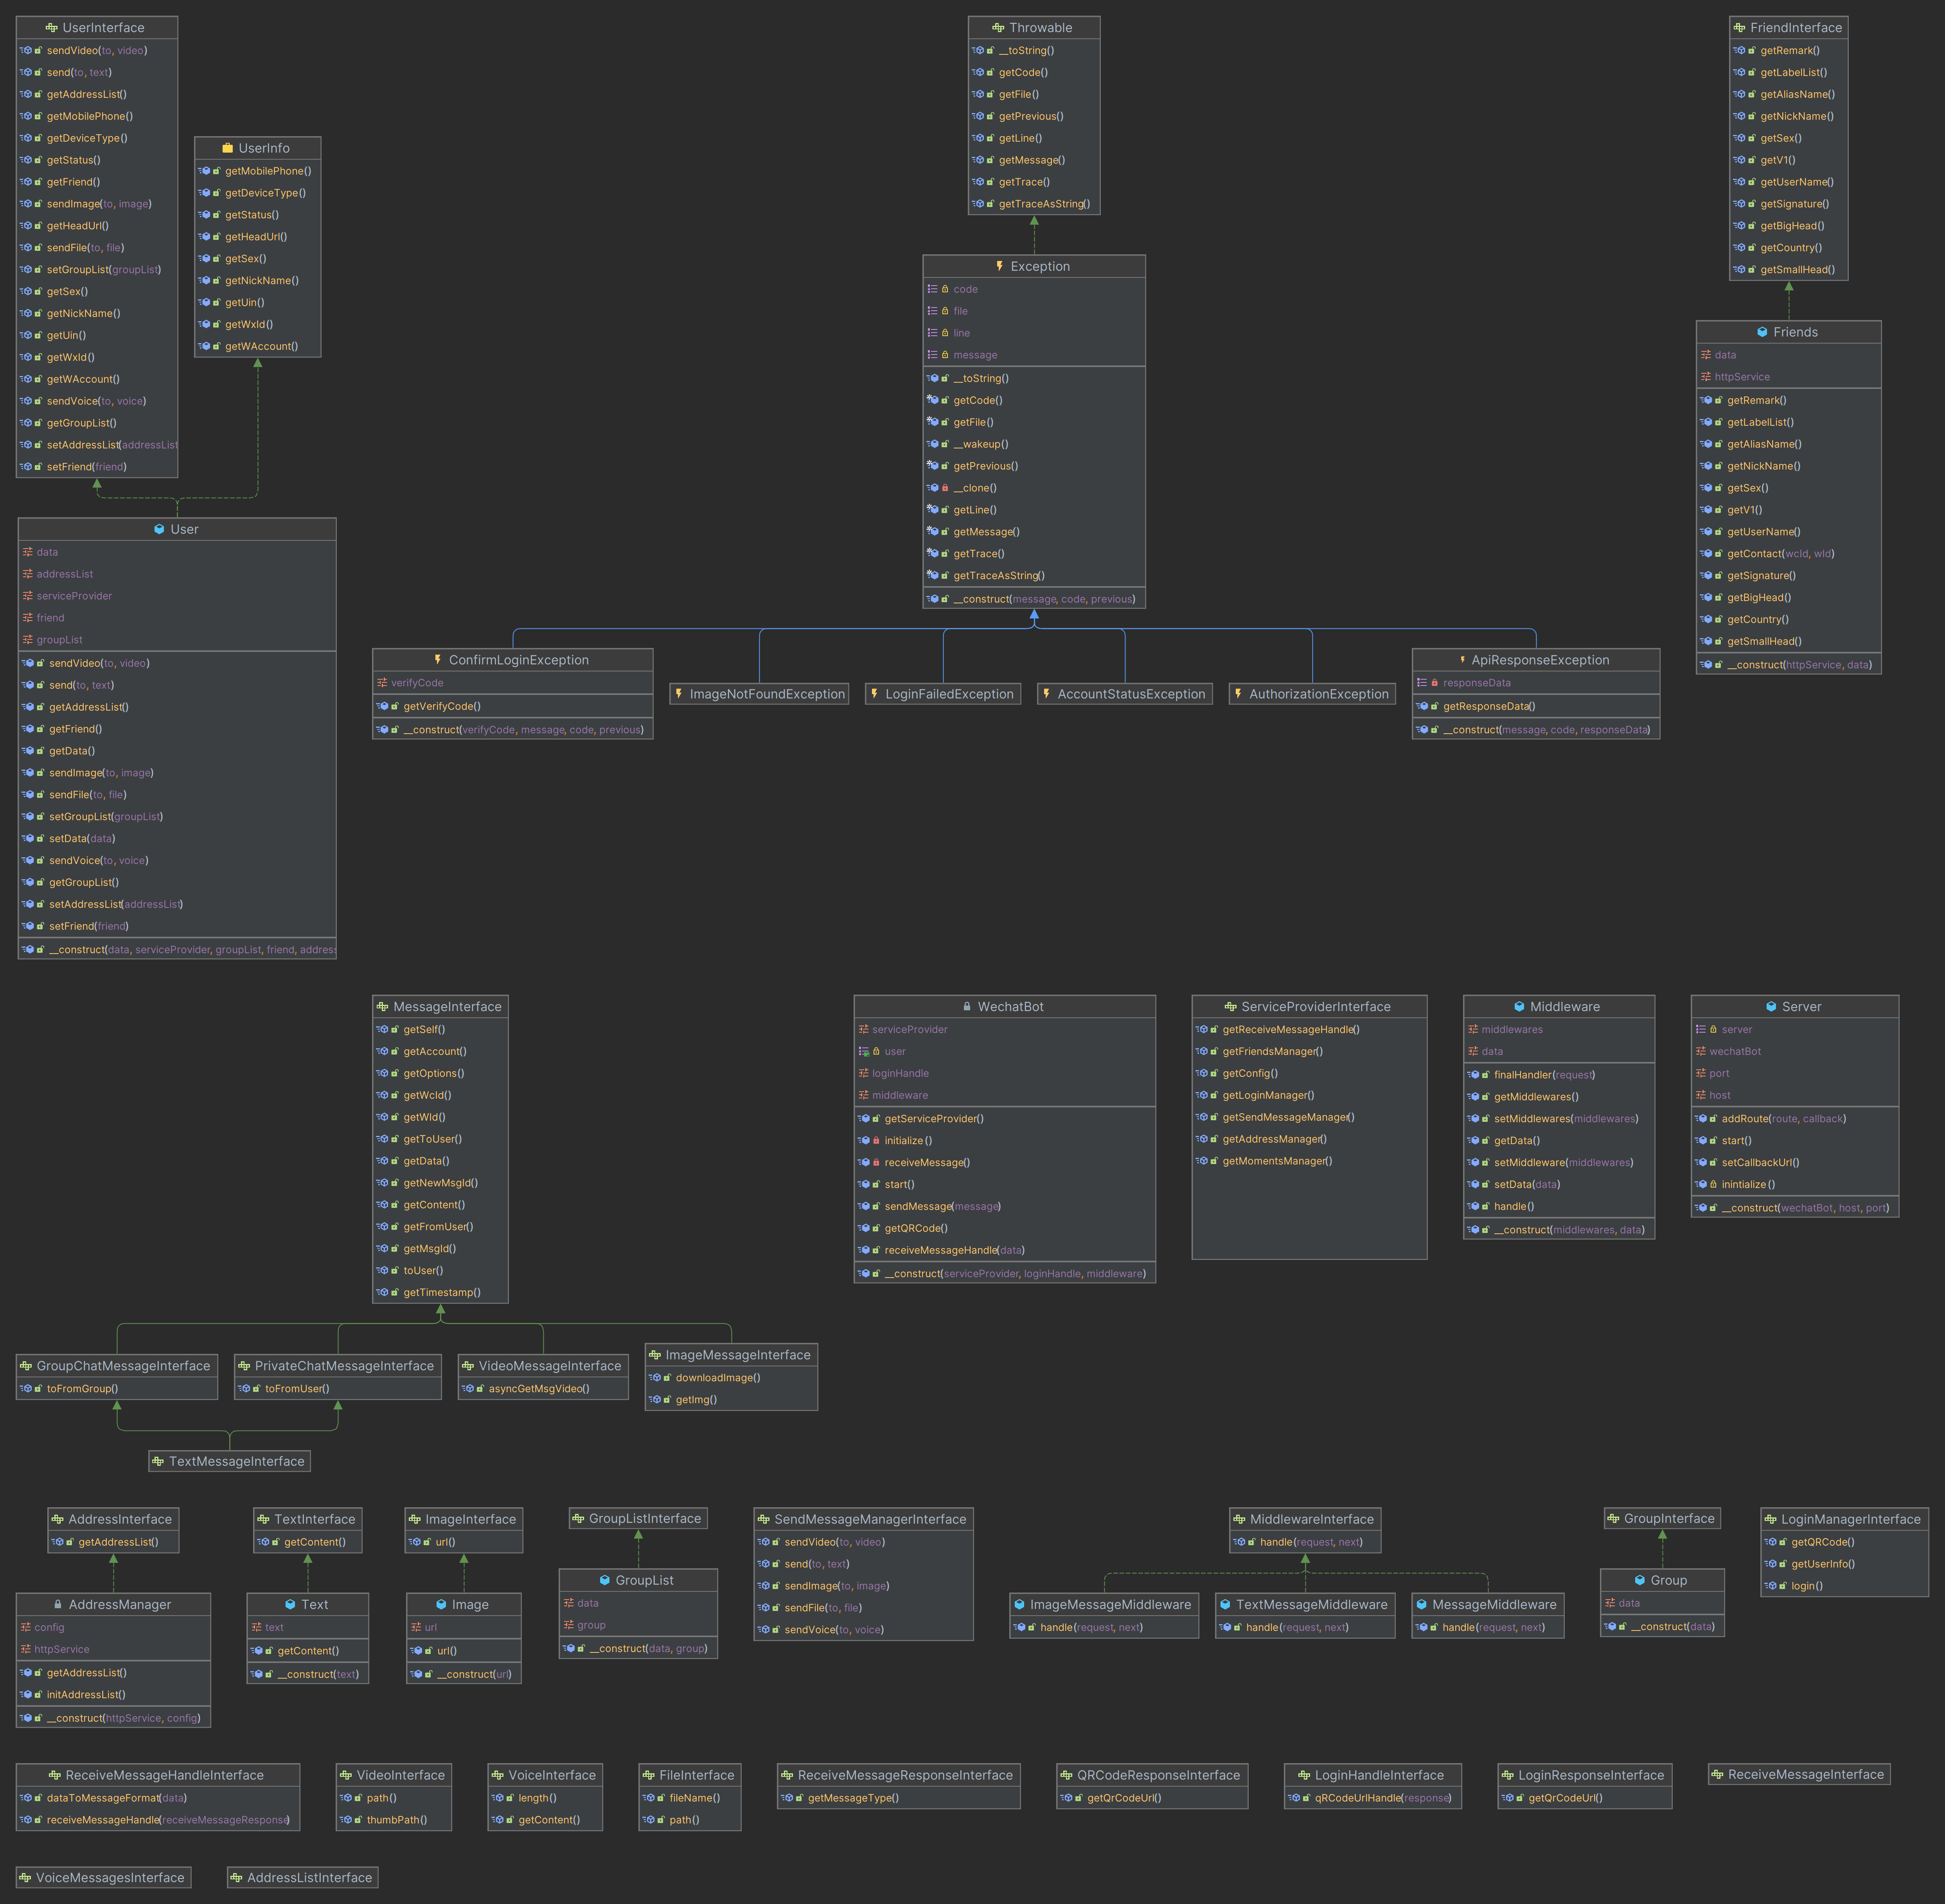 UserInterface
sendVideo(to, video)
send(to, text)
getAddressList()
getMobilePhone()
getDeviceType()
getStatus()
getFriend()
sendImage(to, image)
getHeadUrl()
sendFile(to, file)
setGroupList(groupList)
getSex()
getNickName()
getUin()
getWxId()
getWAccount()
sendVoice(to, voice)
getGroupList()
setAddressList(addressList
setFriend(friend)
UserInfo
getMobilePhone()
getDeviceType()
getStatus()
getHeadUrl()
getSex()
getNickName()
getUin()
getWxId()
getWAccount()
User
data
addressList
serviceProvider
friend
groupList
sendVideo(to, video)
send(to, text)
getAddressList()
getFriend()
getData()
sendImage(to, image)
sendFile(to, file)
setGroupList(groupList)
setData(data)
sendVoice(to, voice)
getGroupList()
setAddressList(addressList)
setFriend(friend)
__construct(data, serviceProvider, groupList, friend, address
Throwable
__toString()
getCode()
getFile()
getPrevious()
getLine()
getMessage()
getTrace()
getTraceAsString()
Exception
code
file
line
message
__toString()
getCode()
getFile()
__wakeup()
getPrevious()
__clone()
getLine()
getMessage()
getTrace()
getTraceAsString()
__construct(message, code, previous)
ConfirmLoginException
verifyCode
getVerifyCode()
__construct(verifyCode, message, code, previous)
ImageNotFoundException
LoginFailedException
AccountStatusException
AuthorizationException
ApiResponseException
responseData
getResponseData()
__construct(message, code, responseData)
FriendInterface
getRemark()
getLabelList()
getAliasName()
getNickName()
getSex()
getV1()
getUserName()
getSignature()
getBigHead()
getCountry()
getSmallHead()
Friends
data
httpService
getRemark()
getLabelList()
getAliasName()
getNickName()
getSex()
getV1()
getUserName()
getContact(wcId, wId)
getSignature()
getBigHead()
getCountry()
getSmallHead()
__construct(httpService, data)
MessageInterface
getSelf()
getAccount()
getOptions()
getWcId()
getWId()
getToUser()
getData()
getNewMsgId()
getContent()
getFromUser()
getMsgId()
toUser()
getTimestamp()
WechatBot
serviceProvider
user
loginHandle
middleware
getServiceProvider()
initialize()
receiveMessage()
start()
sendMessage(message)
getQRCode()
receiveMessageHandle(data)
__construct(serviceProvider, loginHandle, middleware)
ServiceProviderInterface
getReceiveMessageHandle()
getFriendsManager()
getConfig()
getLoginManager()
getSendMessageManager()
getAddressManager()
getMomentsManager()
Middleware
middlewares
data
finalHandler(request)
getMiddlewares()
setMiddlewares(middlewares)
getData()
setMiddleware(middlewares)
setData(data)
handle()
__construct(middlewares, data)
Server
server
wechatBot
port
host
addRoute(route, callback)
start()
setCallbackUrl()
inintialize()
__construct(wechatBot, host, port)
GroupChatMessageInterface
toFromGroup()
PrivateChatMessageInterface
toFromUser()
VideoMessageInterface
asyncGetMsgVideo()
ImageMessageInterface
downloadImage()
getImg()
TextMessageInterface
AddressInterface
getAddressList()
AddressManager
config
httpService
getAddressList()
initAddressList()
__construct(httpService, config)
TextInterface
getContent()
Text
text
getContent()
__construct(text)
ImageInterface
url()
Image
url
url()
__construct(url)
GroupListInterface
GroupList
data
group
__construct(data, group)
SendMessageManagerInterface
sendVideo(to, video)
send(to, text)
sendImage(to, image)
sendFile(to, file)
sendVoice(to, voice)
MiddlewareInterface
handle(request, next)
ImageMessageMiddleware
handle(request, next)
TextMessageMiddleware
handle(request, next)
MessageMiddleware
handle(request, next)
GroupInterface
Group
data
__construct(data)
LoginManagerInterface
getQRCode()
getUserInfo()
login()
ReceiveMessageHandleInterface
dataToMessageFormat(data)
receiveMessageHandle(receiveMessageResponse)
VideoInterface
path()
thumbPath()
VoiceInterface
length()
getContent()
FileInterface
fileName()
path()
ReceiveMessageResponseInterface
getMessageType()
QRCodeResponseInterface
getQrCodeUrl()
LoginHandleInterface
qRCodeUrlHandle(response)
LoginResponseInterface
getQrCodeUrl()
ReceiveMessageInterface
VoiceMessagesInterface
AddressListInterface